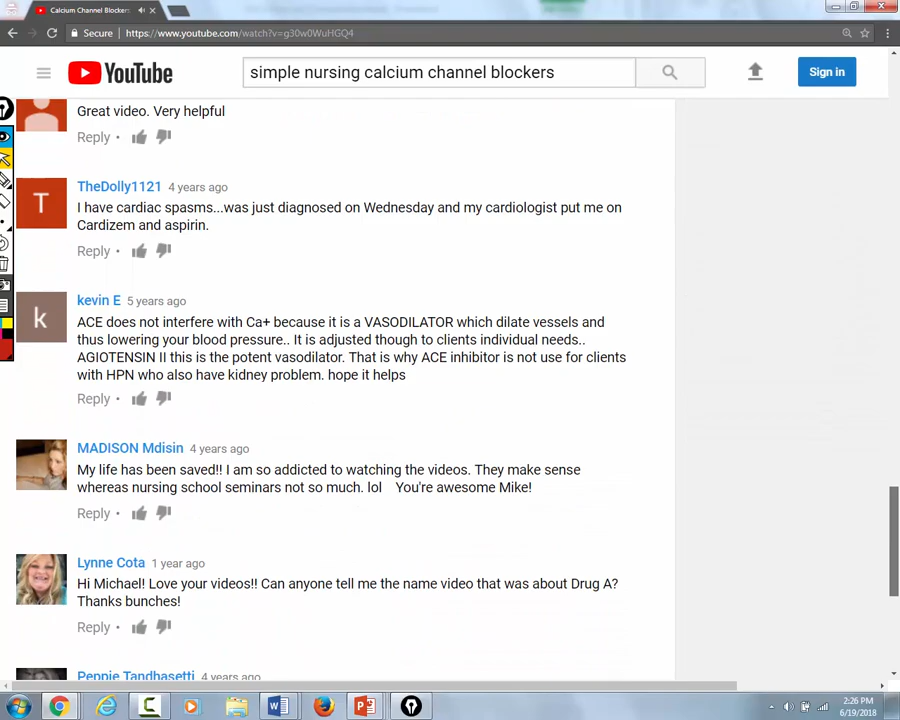 Calcium Channel Blockers
Secure
https://www.youtube.com/watch?v=g30w0WuHGQ4
YouTube
simple nursing calcium channel blockers
Sign in
Great video. Very helpful
Reply •
T
TheDolly1121 4 years ago
I have cardiac spasms...was just diagnosed on Wednesday and my cardiologist put me on
Cardizem and aspirin.
Reply •
k
kevin E 5 years ago
ACE does not interfere with Ca+ because it is a VASODILATOR which dilate vessels and
thus lowering your blood pressure.. It is adjusted though to clients individual needs..
AGIOTENSIN II this is the potent vasodilator. That is why ACE inhibitor is not use for clients
with HPN who also have kidney problem. hope it helps
Reply •
MADISON Mdisin 4 years ago
My life has been saved!! I am so addicted to watching the videos. They make sense
whereas nursing school seminars not so much. lol You're awesome Mike!
Reply •
Lynne Cota 1 year ago
Hi Michael! Love your videos!! Can anyone tell me the name video that was about Drug A?
Thanks bunches!
Reply •
Peppie Tandhasetti 4 years ago
2:26 PM
6/19/2018